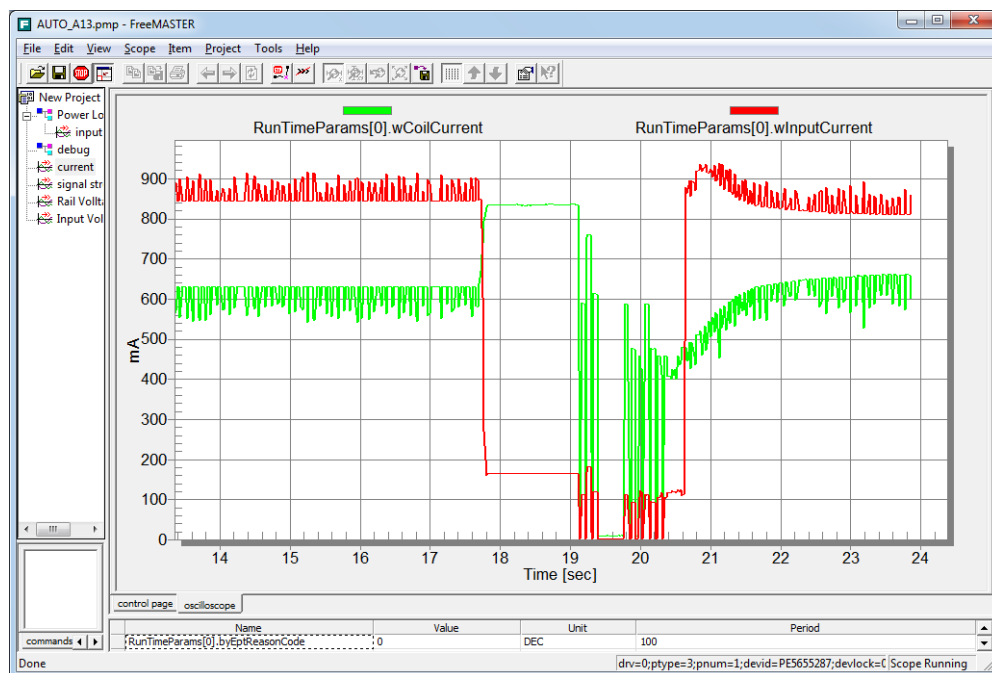 AUTO_A13.pmp - FreeMASTER
File Edit View Scope Item Project Tools Help
New Project
Power Lo
input
debug
current
signal str
Rail Vollta
Input Vol
RunTimeParams[0].wCoilCurrent
RunTimeParams[0].wInputCurrent
900
800
700
600
500
400
300
200
100
0
mA
14 15 16 17 18 19 20 21 22 23 24
Time [sec]
control page oscilloscope
Name Value Unit Period
RunTimeParams[0].byEptReasonCode 0 DEC 100
commands
Done
drv=0;ptype=3;pnum=1;devid=PE5655287;devlock=0
Scope Running